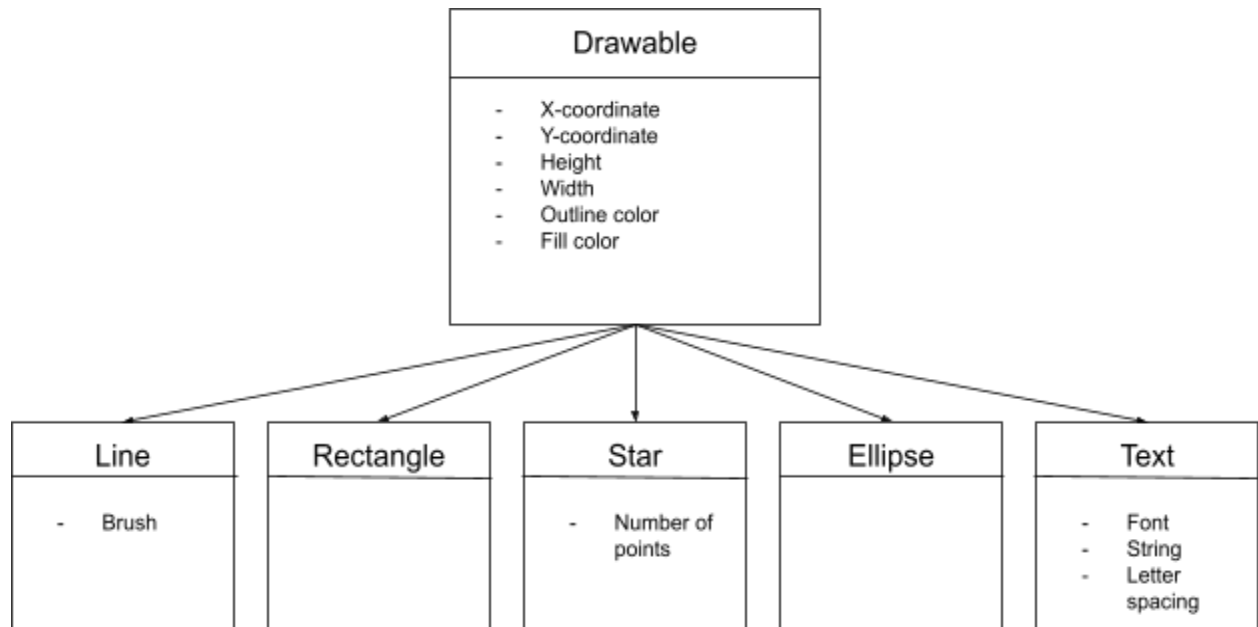 Drawable
- X-coordinate
- Y-coordinate
- Height
- Width
- Outline color
- Fill color
Line
- Brush
Rectangle
Star
- Number of
points
Ellipse
Text
- Font
- String
- Letter
spacing